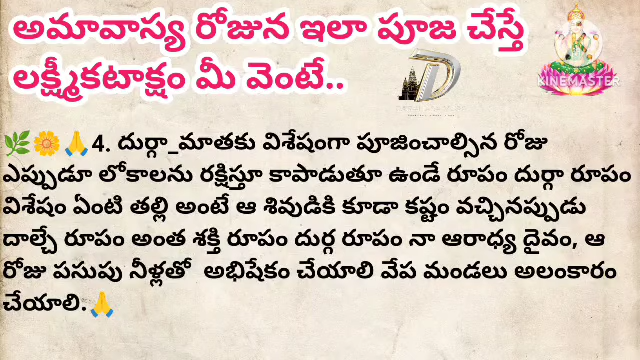 అమావాస్య రోజున ఇలా పూజ చేస్తే
లక్ష్మీకటాక్షం మీ వెంటే..
KINEMASTER
🌿🌼🙏4. దుర్గా_మాతకు విశేషంగా పూజించాల్సిన రోజు
ఎప్పుడూ లోకాలను రక్షిస్తూ కాపాడుతూ ఉండే రూపం దుర్గా రూపం
విశేషం ఏంటి తల్లి అంటే ఆ శివుడికి కూడా కష్టం వచ్చినప్పుడు
దాల్చే రూపం అంత శక్తి రూపం దుర్గ రూపం నా ఆరాధ్య దైవం, ఆ
రోజు పసుపు నీళ్లతో అభిషేకం చేయాలి వేప మండలు అలంకారం
చేయాలి.🙏